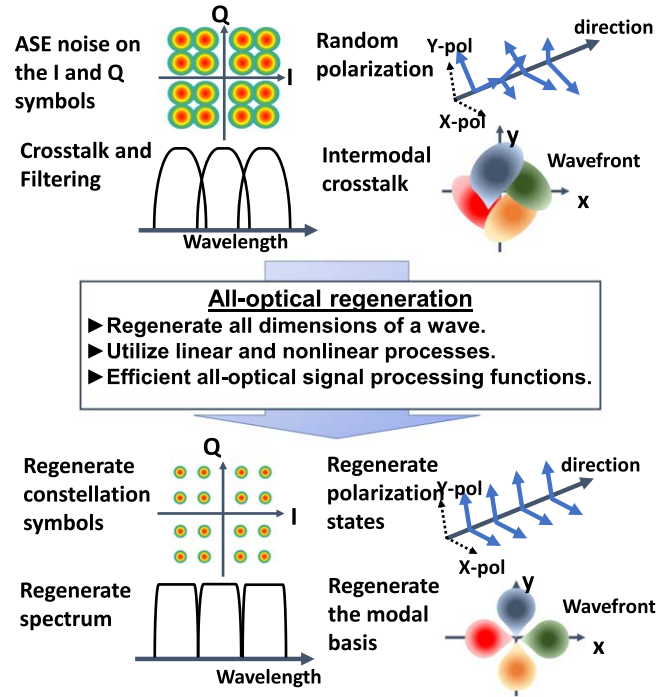 Q
ASE noise on
the I and Q
symbols
I
Random
polarization
Y-pol
direction
X-pol
Crosstalk and
Filtering
Wavelength
Intermodal
crosstalk
y
Wavefront
x
All-optical regeneration
►Regenerate all dimensions of a wave.
►Utilize linear and nonlinear processes.
►Efficient all-optical signal processing functions.
Q
Regenerate
constellation
symbols
I
Regenerate
polarization
states
Y-pol
direction
X-pol
Regenerate
spectrum
Wavelength
Regenerate
the modal
basis
y
Wavefront
x